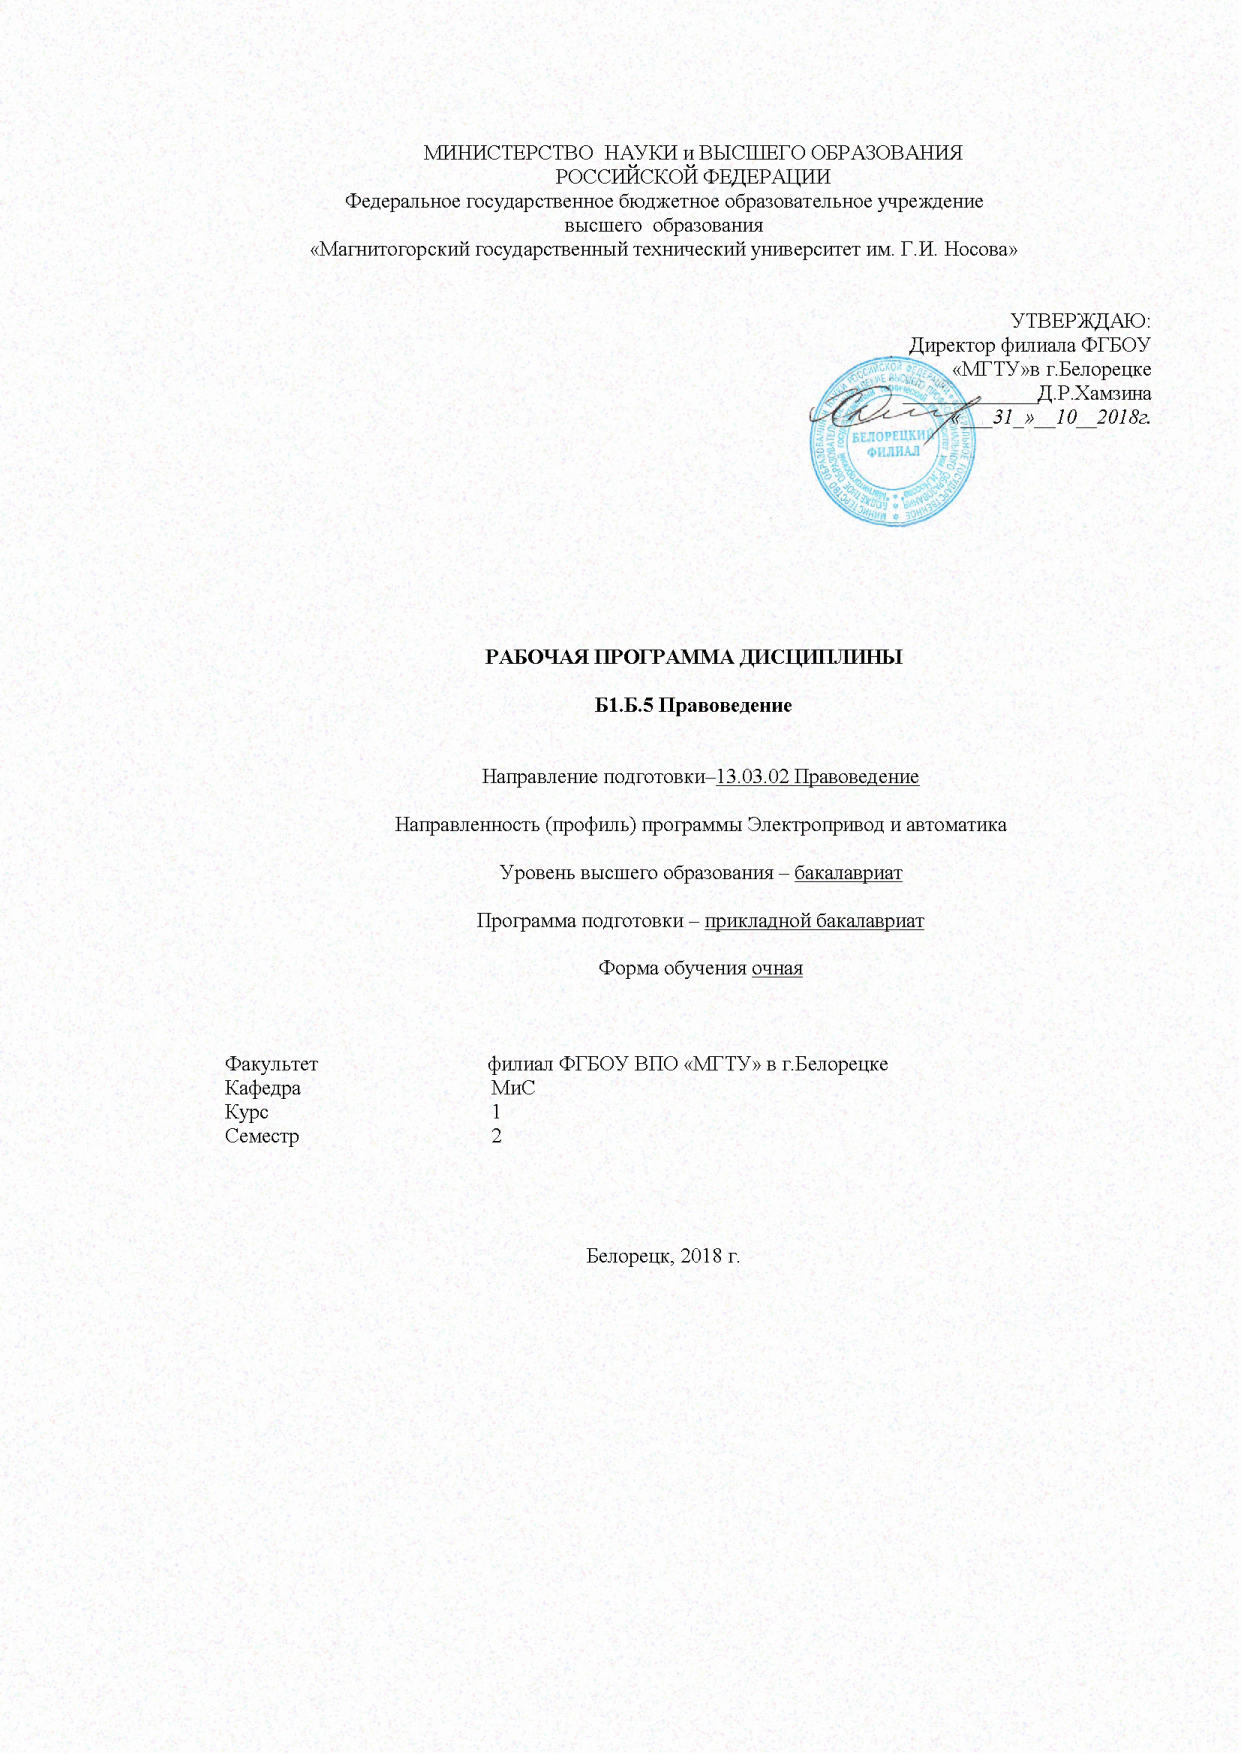 МИНИСТЕРСТВО НАУКИ и ВЫСШЕГО ОБРАЗОВАНИЯ
РОССИЙСКОЙ ФЕДЕРАЦИИ
Федеральное государственное бюджетное образовательное учреждение
высшего образования
«Магнитогорский государственный технический университет им. Г.И. Носова»
УТВЕРЖДАЮ:
Директор филиала ФГБОУ
«МГТУ»в г.Белорецке
_____________Д.Р.Хамзина
«___31_»__10__2018г.
БЕЛОРЕЦКИЙ
ФИЛИАЛ
РАБОЧАЯ ПРОГРАММА ДИСЦИПЛИНЫ
Б1.Б.5 Правоведение
Направление подготовки–13.03.02 Правоведение
Направленность (профиль) программы Электропривод и автоматика
Уровень высшего образования – бакалавриат
Программа подготовки – прикладной бакалавриат
Форма обучения очная
Факультет филиал ФГБОУ ВПО «МГТУ» в г.Белорецке
Кафедра МиС
Курс 1
Семестр 2
Белорецк, 2018 г.